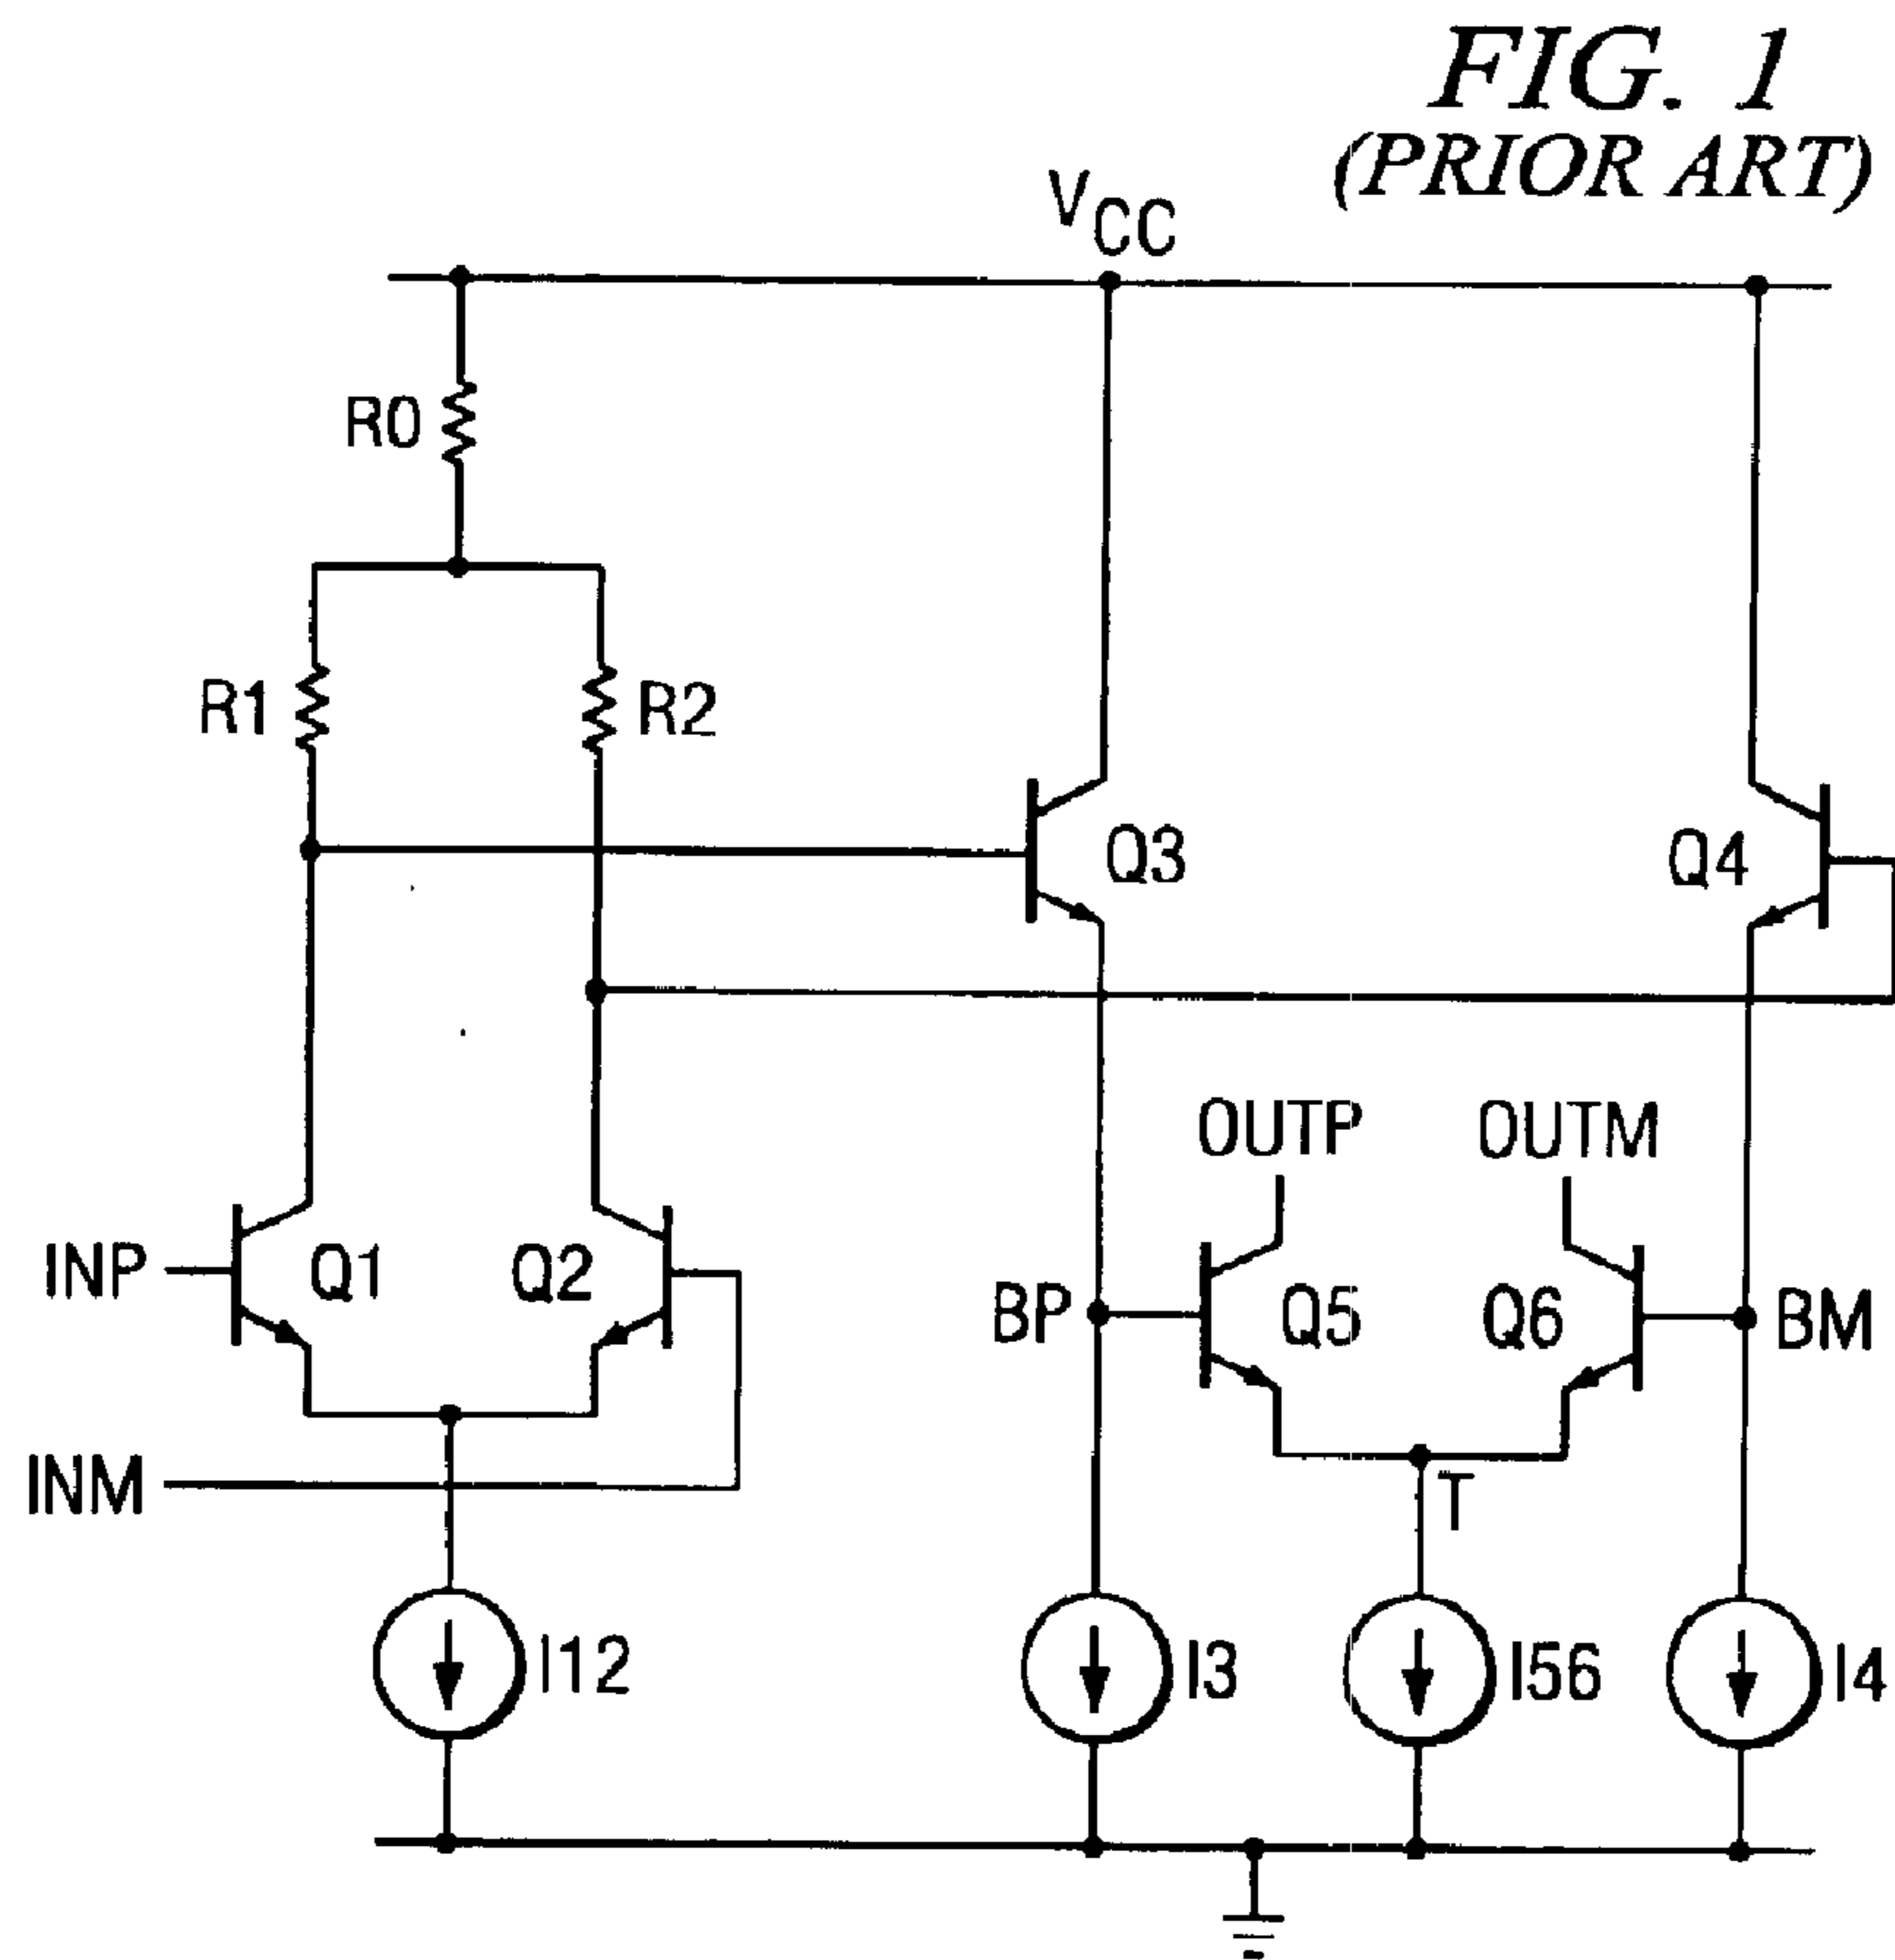 FIG. 1
(PRIOR ART)
VCC
R0
R1
R2
Q3
Q4
OUTP
OUTM
INP
Q1
Q2
BP
Q5
Q6
BM
INM
T
I12
I3
I56
I4